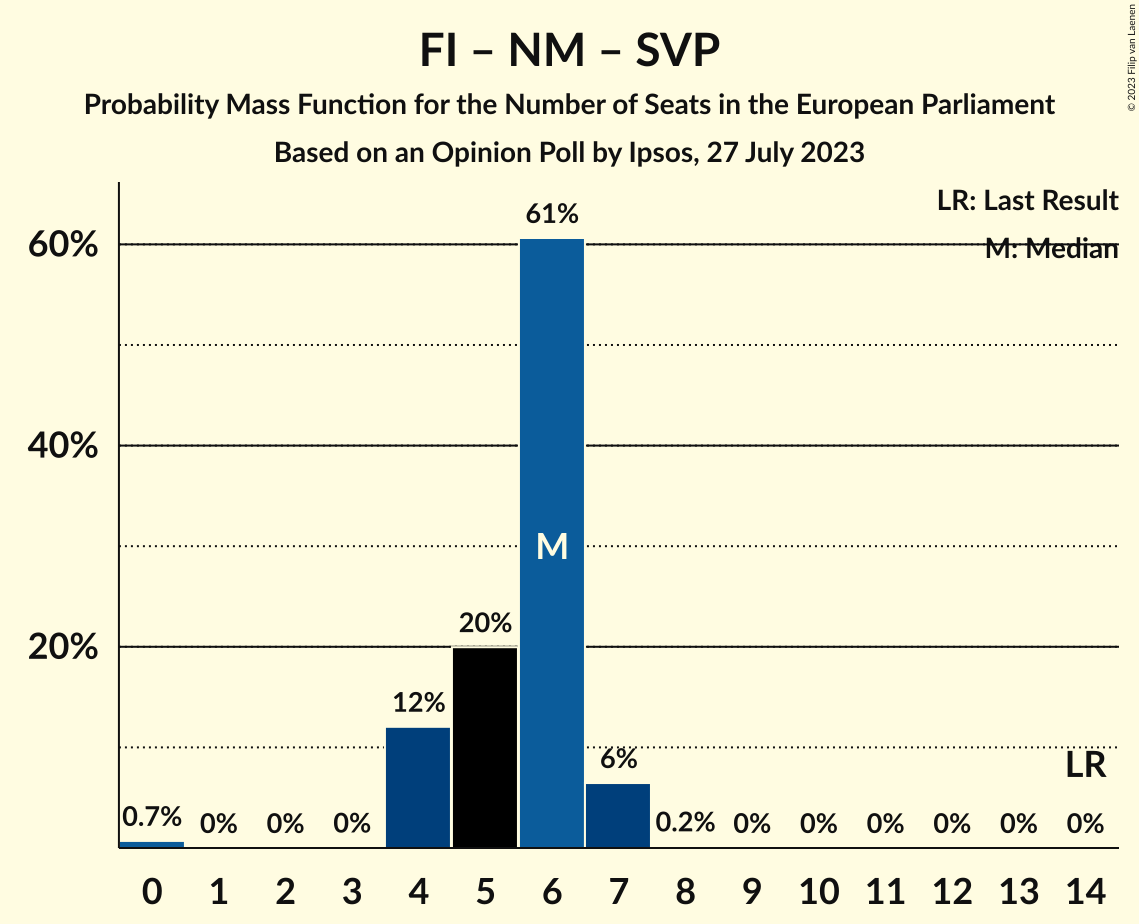 FI – NM – SVP
Probability Mass Function for the Number of Seats in the European Parliament
Based on an Opinion Poll by Ipsos, 27 July 2023
© 2023 Filip van Laenen
LR: Last Result
M: Median
60%
40%
20%
0.7%
0%
0%
0%
12%
20%
61%
M
6%
0.2%
0%
0%
0%
0%
0%
0%
LR
0 1 2 3 4 5 6 7 8 9 10 11 12 13 14